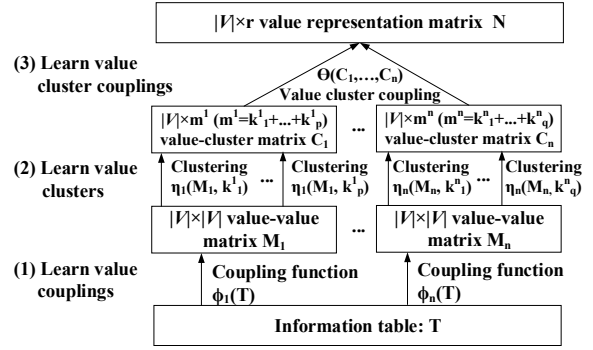 |V|×r value representation matrix N
(3) Learn value
cluster couplings
Θ(C₁,…,Cₙ)
Value cluster coupling
|V|×m¹ (m¹=k¹₁+...+k¹ₚ)
value-cluster matrix C₁
...
|V|×mⁿ (mⁿ=kⁿ₁+...+kⁿ_q)
value-cluster matrix Cₙ
(2) Learn value
clusters
Clustering
η₁(M₁, k¹₁)
...
Clustering
η₁(M₁, k¹ₚ)
Clustering
ηₙ(Mₙ, kⁿ₁)
...
Clustering
ηₙ(Mₙ, kⁿ_q)
|V|×|V| value-value
matrix M₁
...
|V|×|V| value-value
matrix Mₙ
(1) Learn value
couplings
Coupling function
ϕ₁(T)
Coupling function
ϕₙ(T)
Information table: T